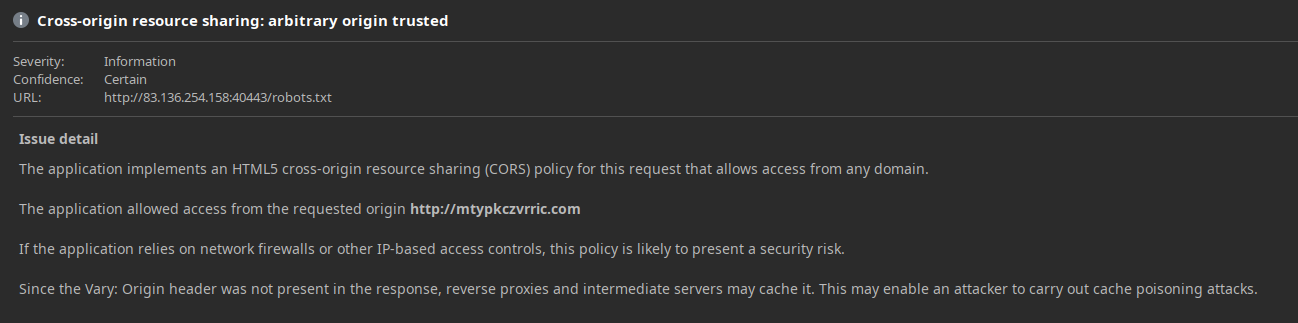 Cross-origin resource sharing: arbitrary origin trusted
Severity: Information
Confidence: Certain
URL: http://83.136.254.158:40443/robots.txt
Issue detail
The application implements an HTML5 cross-origin resource sharing (CORS) policy for this request that allows access from any domain.
The application allowed access from the requested origin http://mtypkczvrric.com
If the application relies on network firewalls or other IP-based access controls, this policy is likely to present a security risk.
Since the Vary: Origin header was not present in the response, reverse proxies and intermediate servers may cache it. This may enable an attacker to carry out cache poisoning attacks.